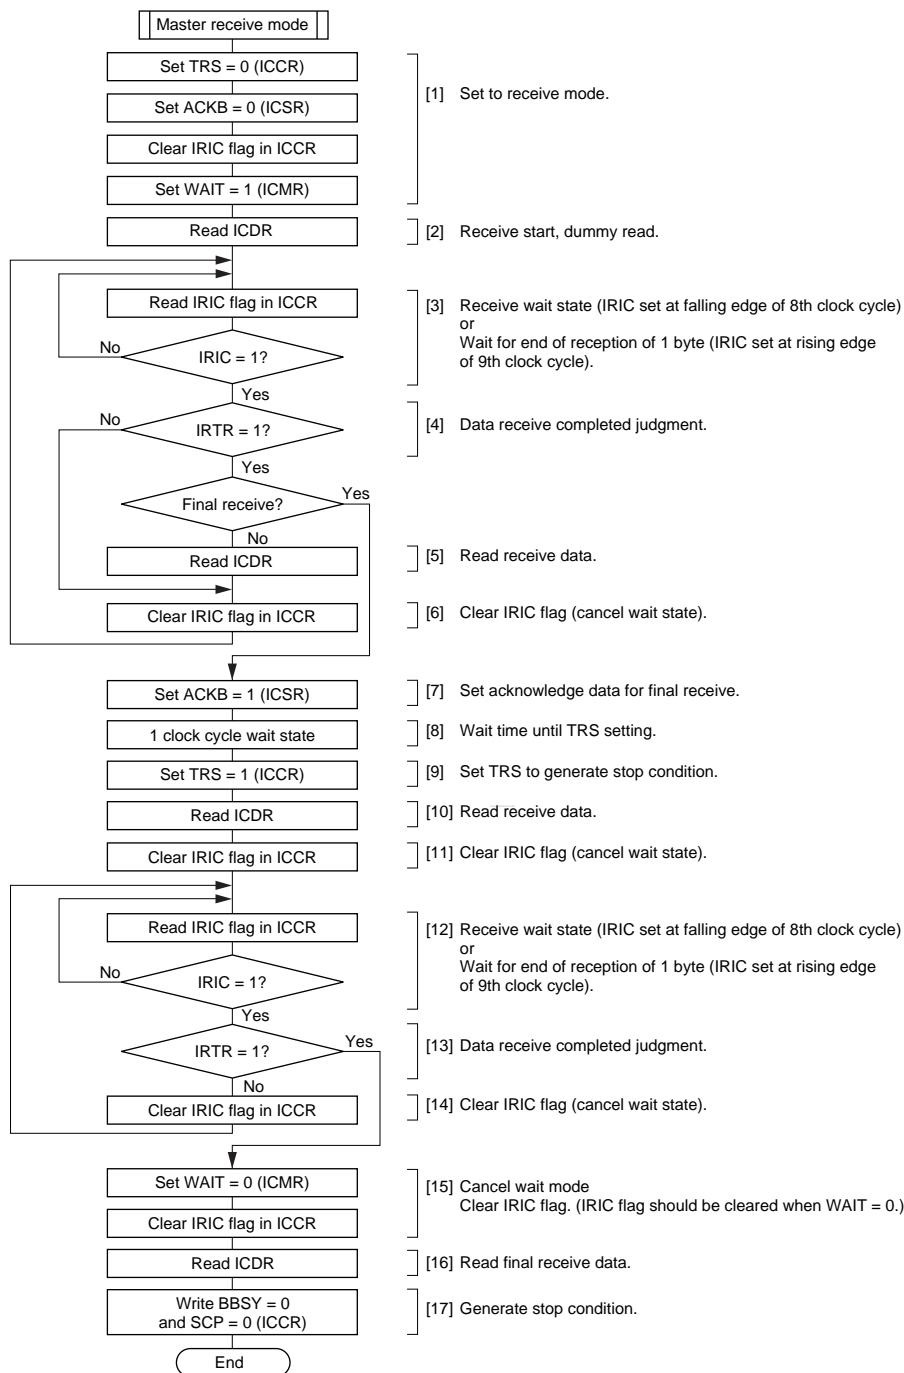 Master receive mode
Set TRS = 0 (ICCR)
[1] Set to receive mode.
Set ACKB = 0 (ICSR)
Clear IRIC flag in ICCR
Set WAIT = 1 (ICMR)
Read ICDR
[2] Receive start, dummy read.
Read IRIC flag in ICCR
[3] Receive wait state (IRIC set at falling edge of 8th clock cycle)
or
Wait for end of reception of 1 byte (IRIC set at rising edge
of 9th clock cycle).
No
IRIC = 1?
Yes
No
IRTR = 1?
[4] Data receive completed judgment.
Yes
Final receive?
Yes
No
Read ICDR
[5] Read receive data.
Clear IRIC flag in ICCR
[6] Clear IRIC flag (cancel wait state).
Set ACKB = 1 (ICSR)
[7] Set acknowledge data for final receive.
1 clock cycle wait state
[8] Wait time until TRS setting.
Set TRS = 1 (ICCR)
[9] Set TRS to generate stop condition.
Read ICDR
[10] Read receive data.
Clear IRIC flag in ICCR
[11] Clear IRIC flag (cancel wait state).
Read IRIC flag in ICCR
[12] Receive wait state (IRIC set at falling edge of 8th clock cycle)
or
Wait for end of reception of 1 byte (IRIC set at rising edge
of 9th clock cycle).
No
IRIC = 1?
Yes
IRTR = 1?
Yes
[13] Data receive completed judgment.
No
Clear IRIC flag in ICCR
[14] Clear IRIC flag (cancel wait state).
Set WAIT = 0 (ICMR)
[15] Cancel wait mode
Clear IRIC flag. (IRIC flag should be cleared when WAIT = 0.)
Clear IRIC flag in ICCR
Read ICDR
[16] Read final receive data.
Write BBSY = 0
and SCP = 0 (ICCR)
[17] Generate stop condition.
End